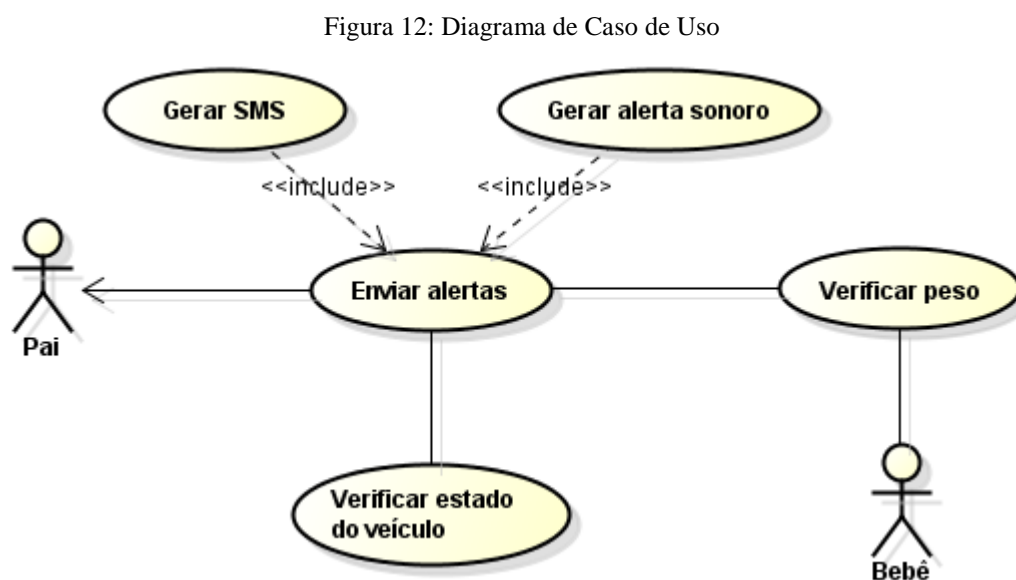 Figura 12: Diagrama de Caso de Uso
Gerar SMS
Gerar alerta sonoro
<<include>>
<<include>>
Enviar alertas
Verificar peso
Pai
Verificar estado
do veículo
Bebê